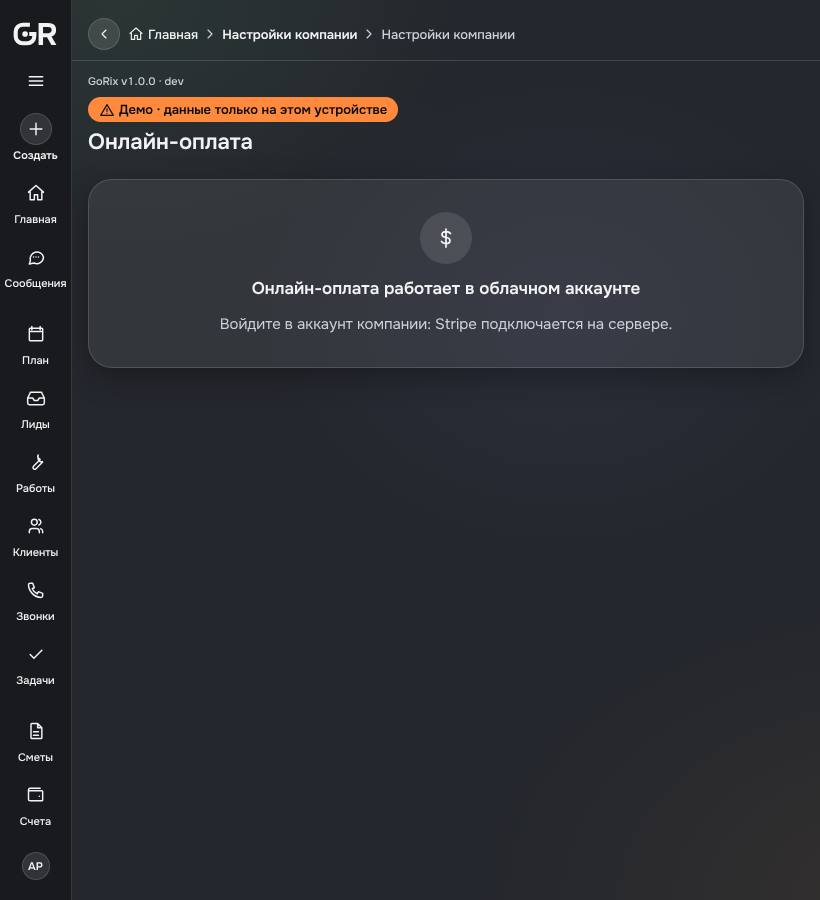 GR
Главная
Настройки компании
Настройки компании
GoRix v1.0.0 · dev
Демо · данные только на этом устройстве
Онлайн-оплата
$
Онлайн-оплата работает в облачном аккаунте
Войдите в аккаунт компании: Stripe подключается на сервере.
Создать
Главная
Сообщения
План
Лиды
Работы
Клиенты
Звонки
Задачи
Сметы
Счета
AP